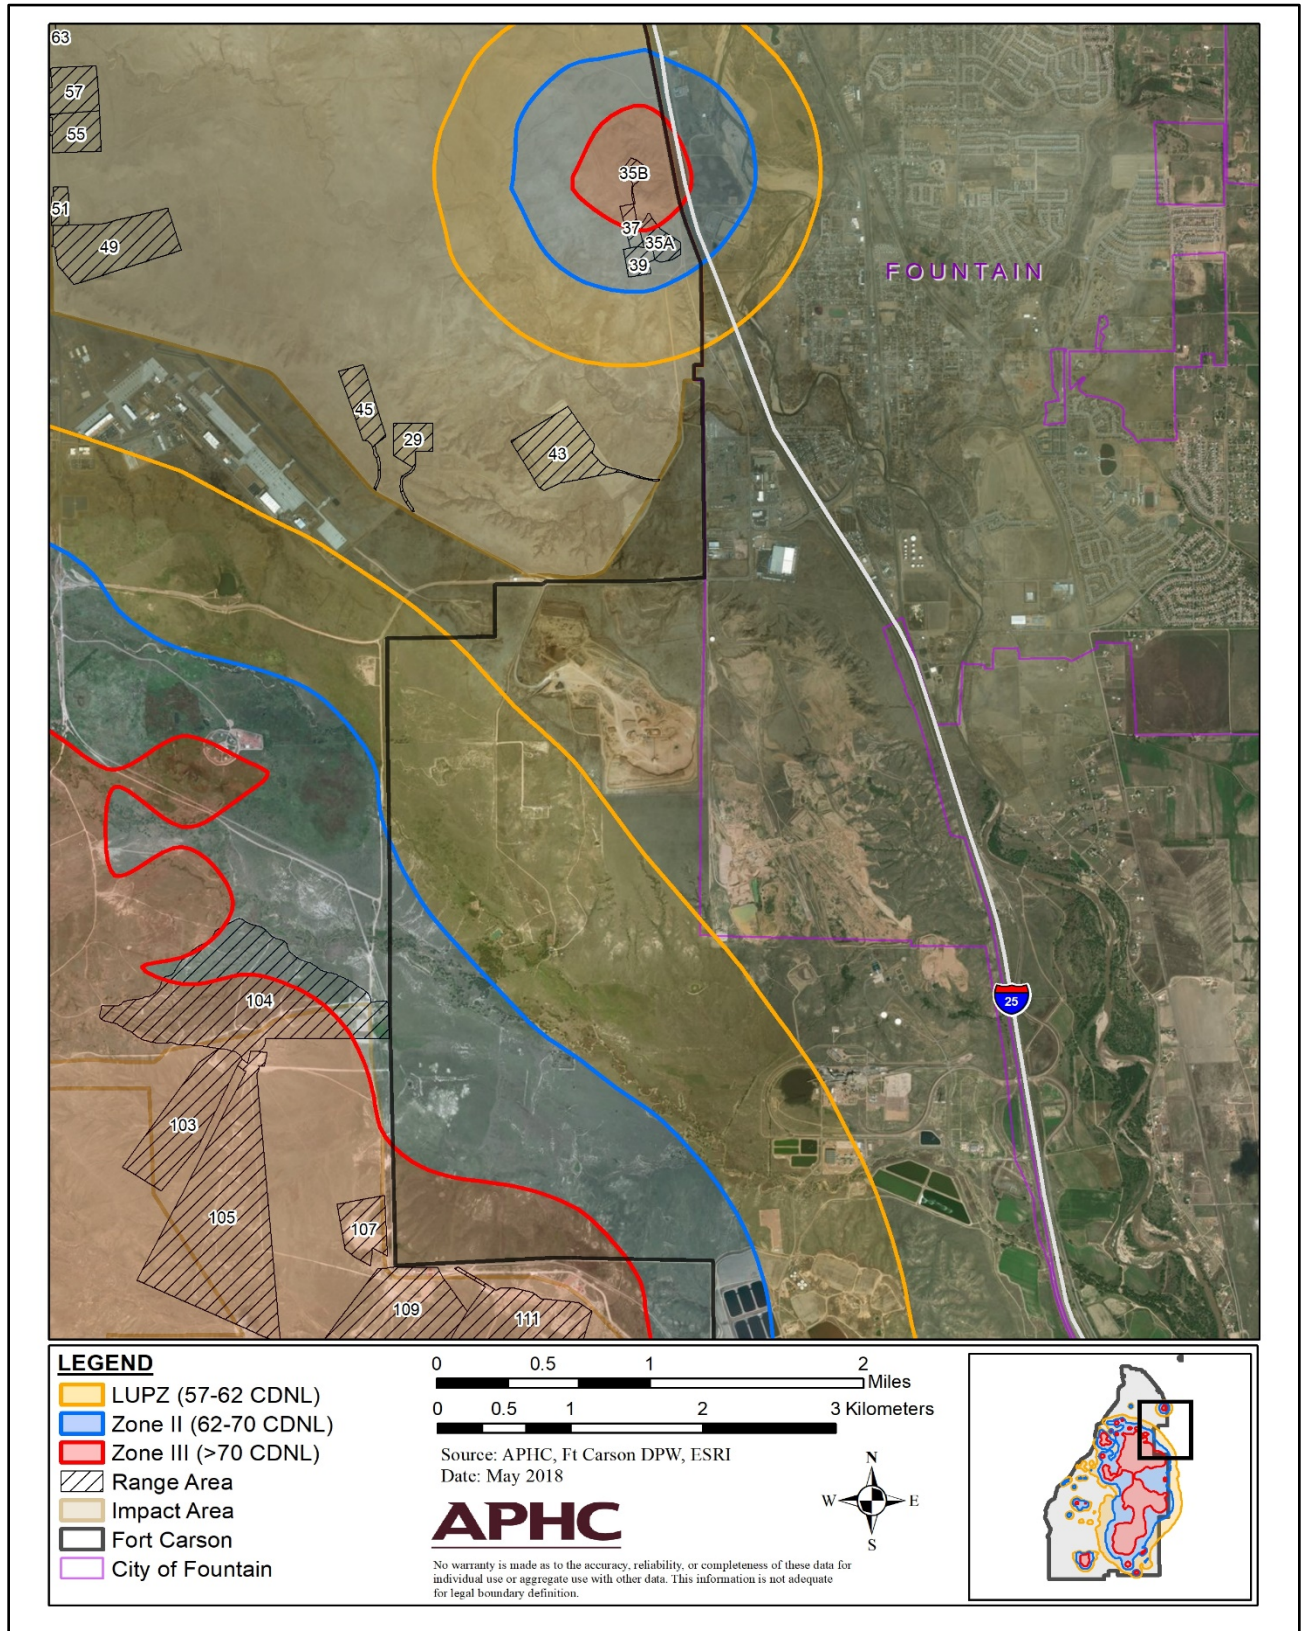 63
57
55
51
49
35B
37
35A
39
FOUNTAIN
45
29
43
25
104
103
105
107
109
111
LEGEND
LUPZ (57-62 CDNL)
Zone II (62-70 CDNL)
Zone III (>70 CDNL)
Range Area
Impact Area
Fort Carson
City of Fountain
0 0.5 1 2
Miles
0 0.5 1 2 3 Kilometers
Source: APHC, Ft Carson DPW, ESRI
Date: May 2018
APHC
No warranty is made as to the accuracy, reliability, or completeness of these data for
individual use or aggregate use with other data. This information is not adequate
for legal boundary definition.
N
W E
S